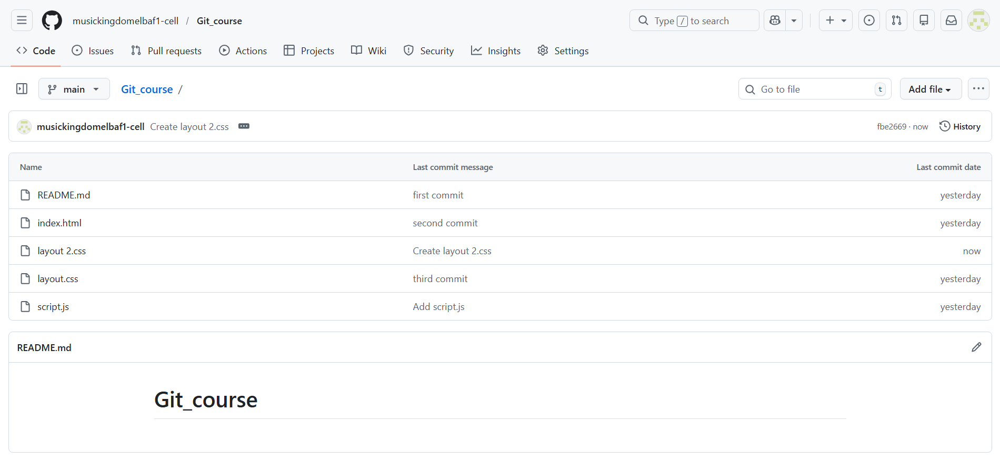 musickingdomelbaf1-cell / Git_course
Type / to search
Code Issues Pull requests Actions Projects Wiki Security Insights Settings
main Git_course /
Go to file t Add file
musickingdomelbaf1-cell Create layout 2.css fbe2669 · now History
Name Last commit message Last commit date
README.md first commit yesterday
index.html second commit yesterday
layout 2.css Create layout 2.css now
layout.css third commit yesterday
script.js Add script.js yesterday
README.md
Git_course